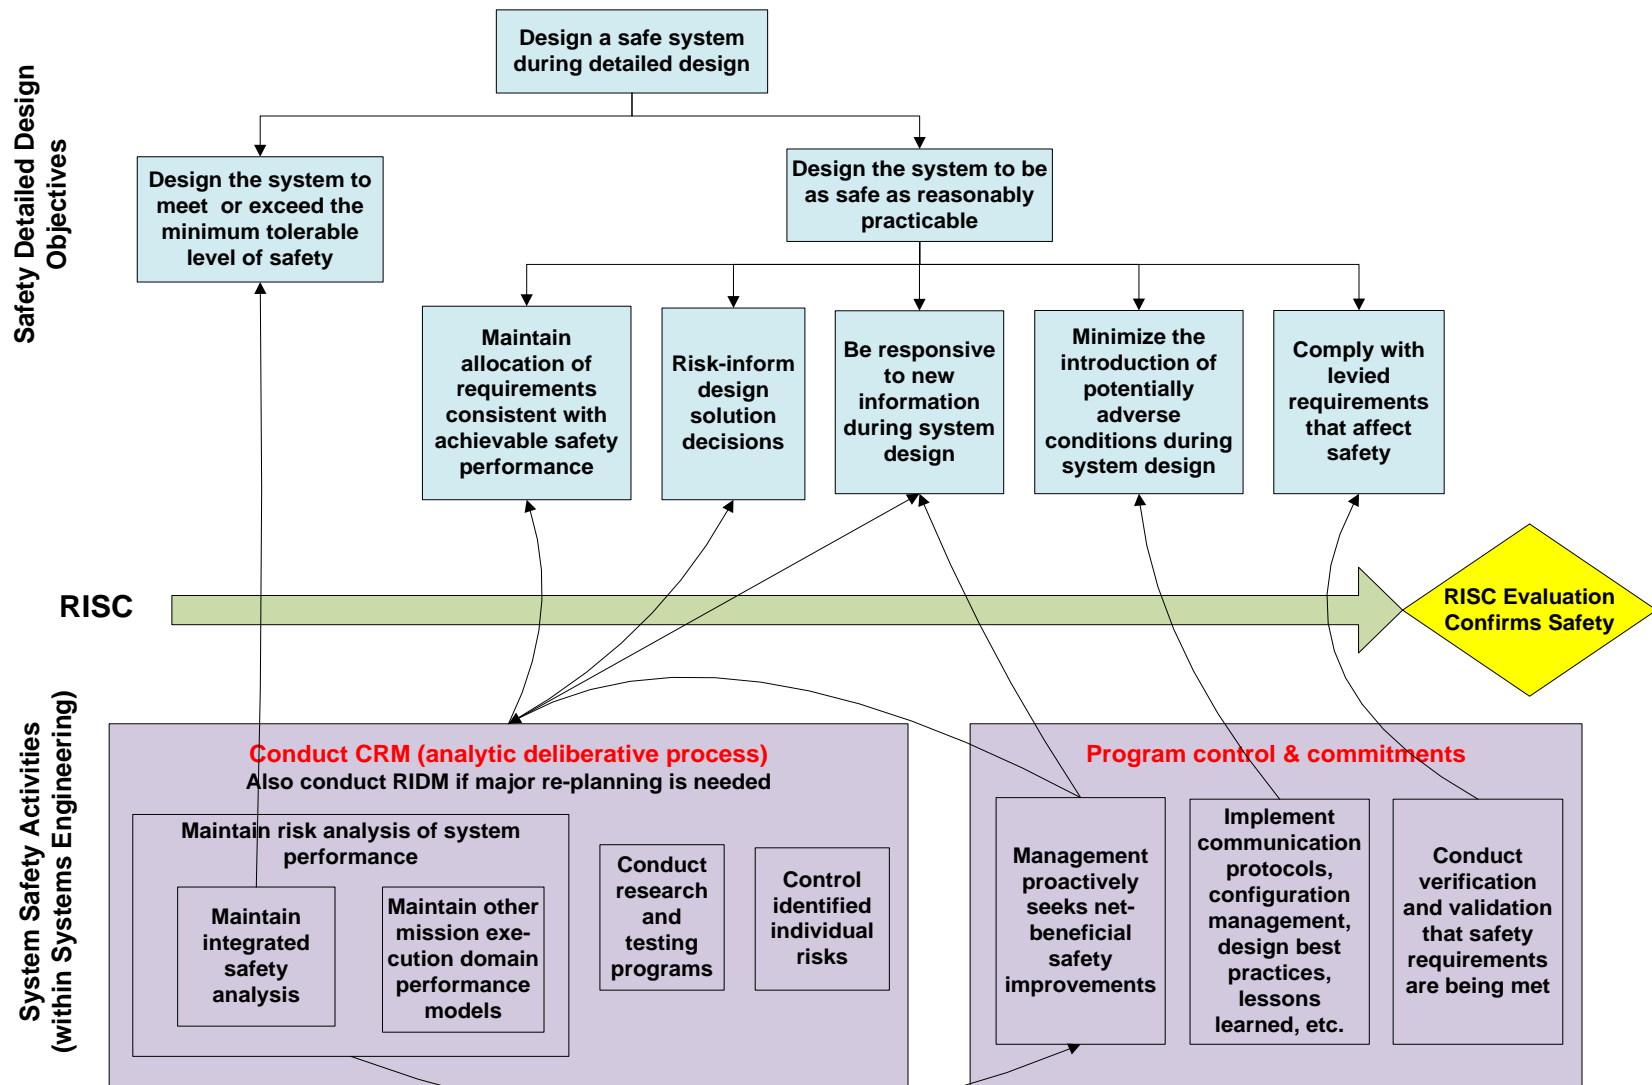 Safety Detailed Design
Objectives
Design a safe system
during detailed design
Design the system to
meet  or exceed the
minimum tolerable
level of safety
Design the system to be
as safe as reasonably
practicable
Maintain
allocation of
requirements
consistent with
achievable safety
performance
Risk-inform
design
solution
decisions
Be responsive
to new
information
during system
design
Minimize the
introduction of
potentially
adverse
conditions during
system design
Comply with
levied
requirements
that affect
safety
RISC
RISC Evaluation
Confirms Safety
System Safety Activities
(within Systems Engineering)
Conduct CRM (analytic deliberative process)
Also conduct RIDM if major re-planning is needed
Maintain risk analysis of system
performance
Maintain
integrated
safety
analysis
Maintain other
mission exe-
cution domain
performance
models
Conduct
research
and
testing
programs
Control
identified
individual
risks
Program control & commitments
Management
proactively
seeks net-
beneficial
safety
improvements
Implement
communication
protocols,
configuration
management,
design best
practices,
lessons
learned, etc.
Conduct
verification
and validation
that safety
requirements
are being met